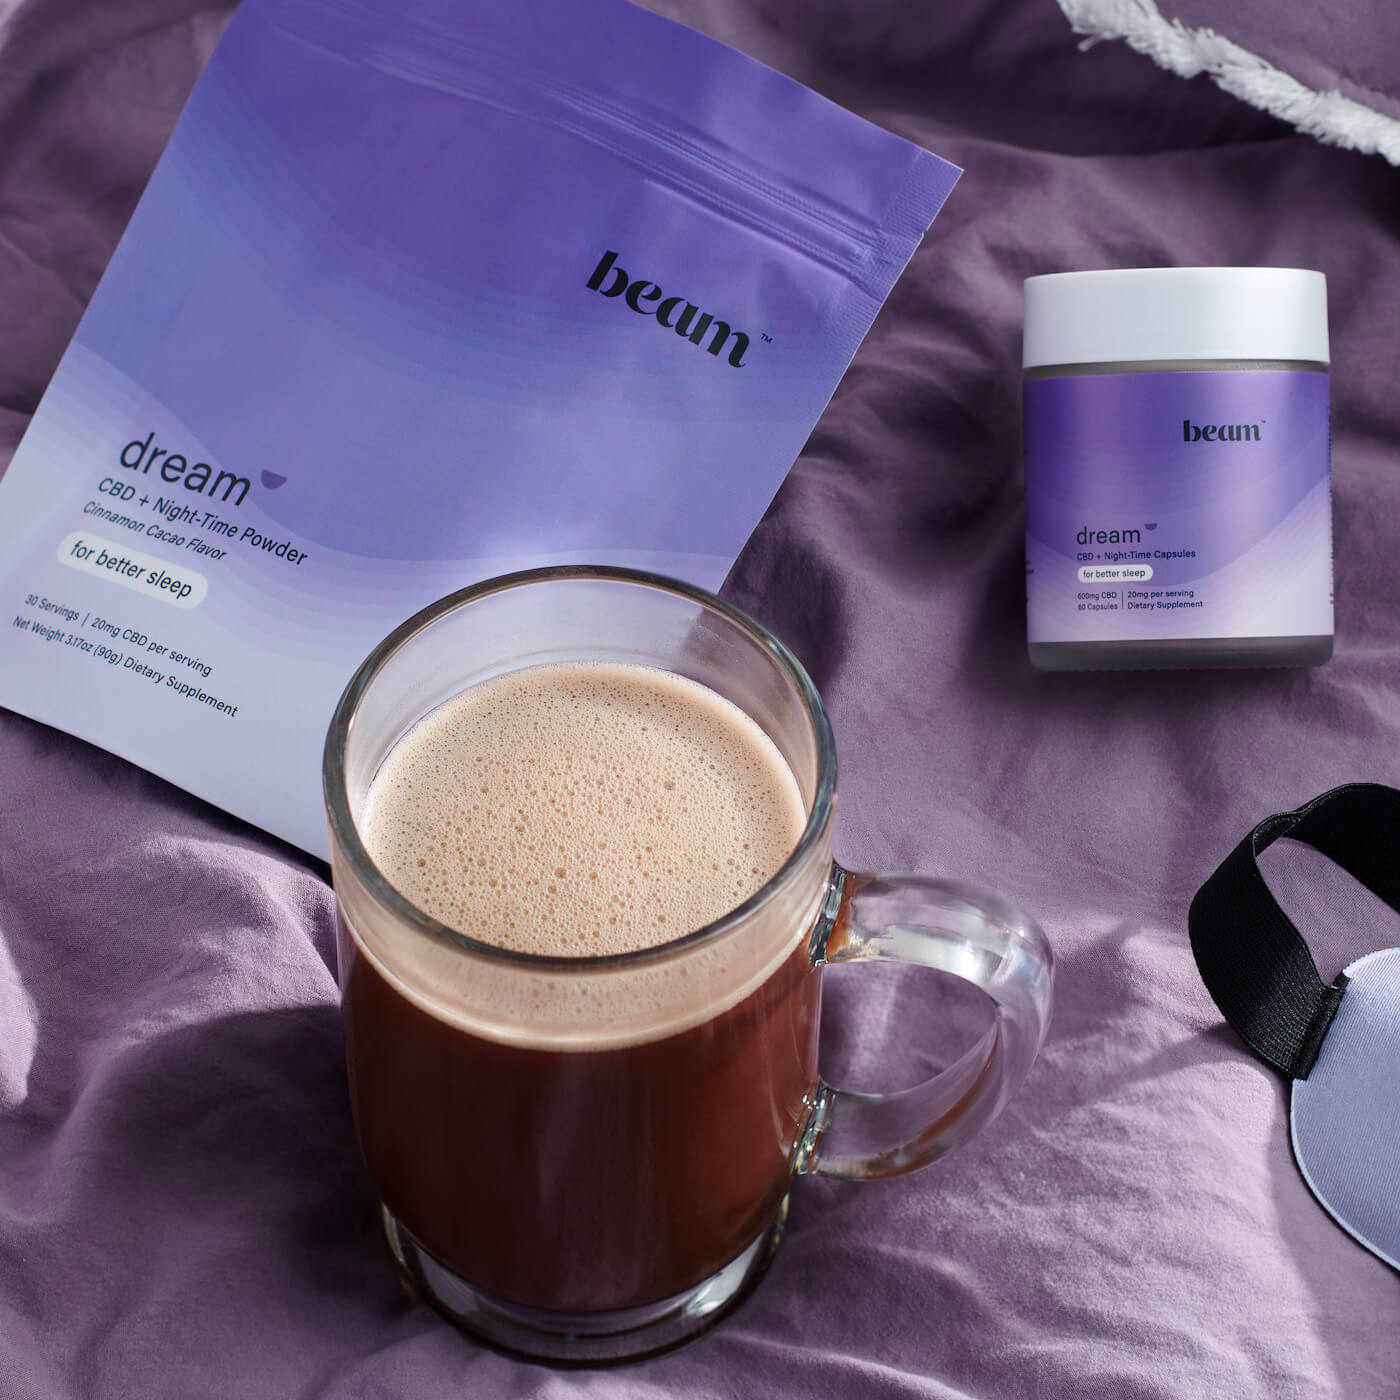 beam™
dream
CBD + Night-Time Powder
Cinnamon Cacao Flavor
for better sleep
30 Servings | 20mg CBD per serving
Net Weight 3.17oz (90g) Dietary Supplement
beam™
dream
CBD + Night-Time Capsules
for better sleep
600mg CBD | 20mg per serving
60 Capsules | Dietary Supplement